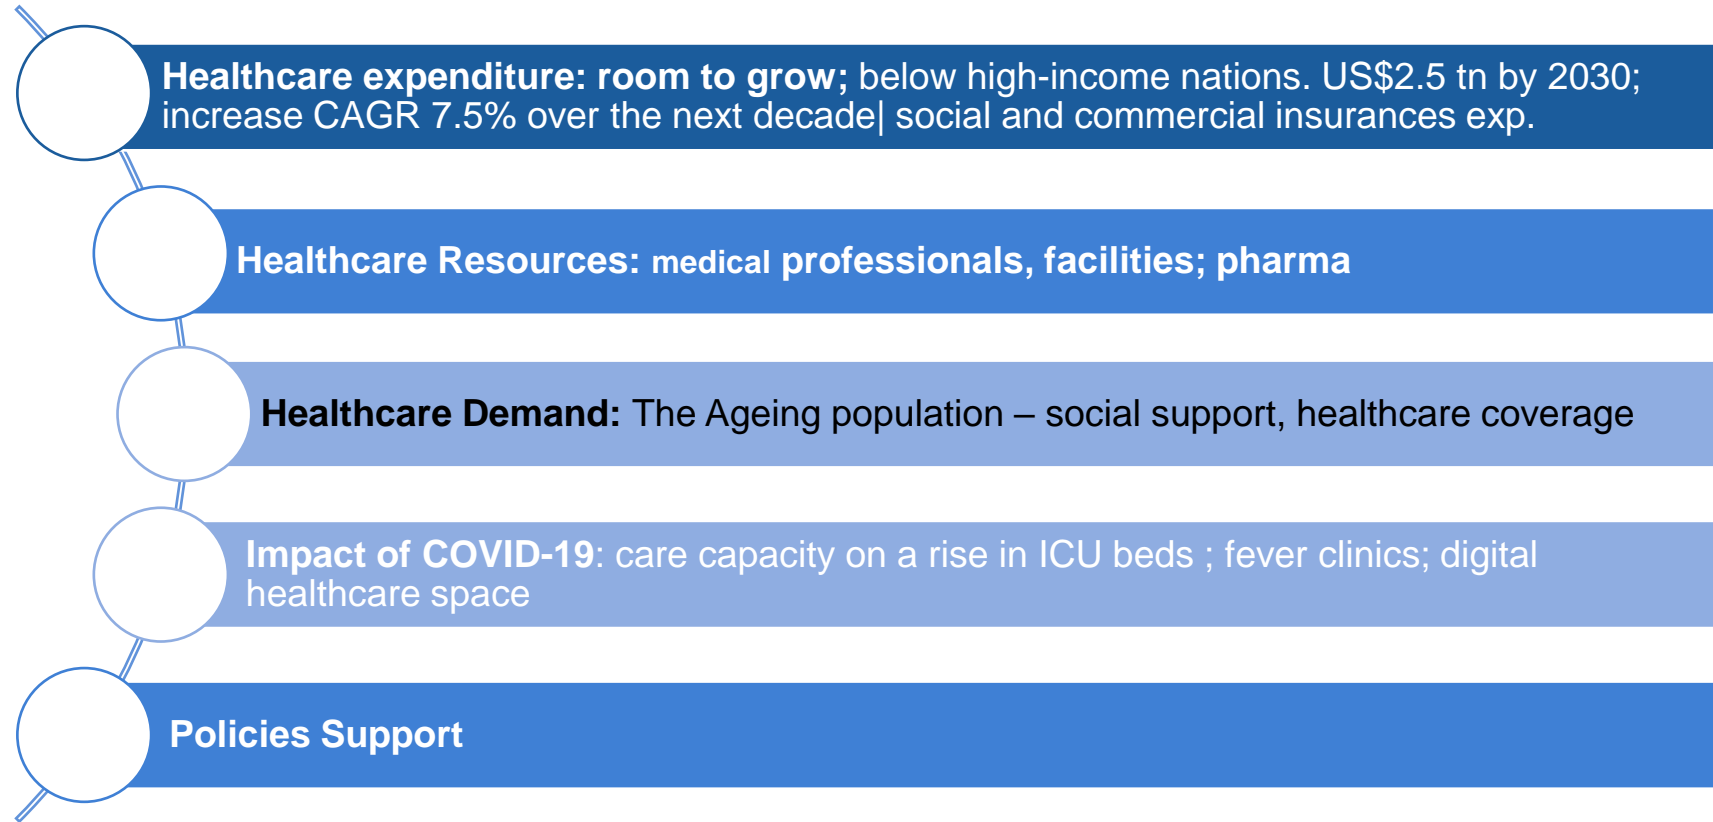 Healthcare expenditure: room to grow; below high-income nations. US$2.5 tn by 2030;
increase CAGR 7.5% over the next decade| social and commercial insurances exp.
Healthcare Resources: medical professionals, facilities; pharma
Healthcare Demand: The Ageing population – social support, healthcare coverage
Impact of COVID-19: care capacity on a rise in ICU beds ; fever clinics; digital
healthcare space
Policies Support